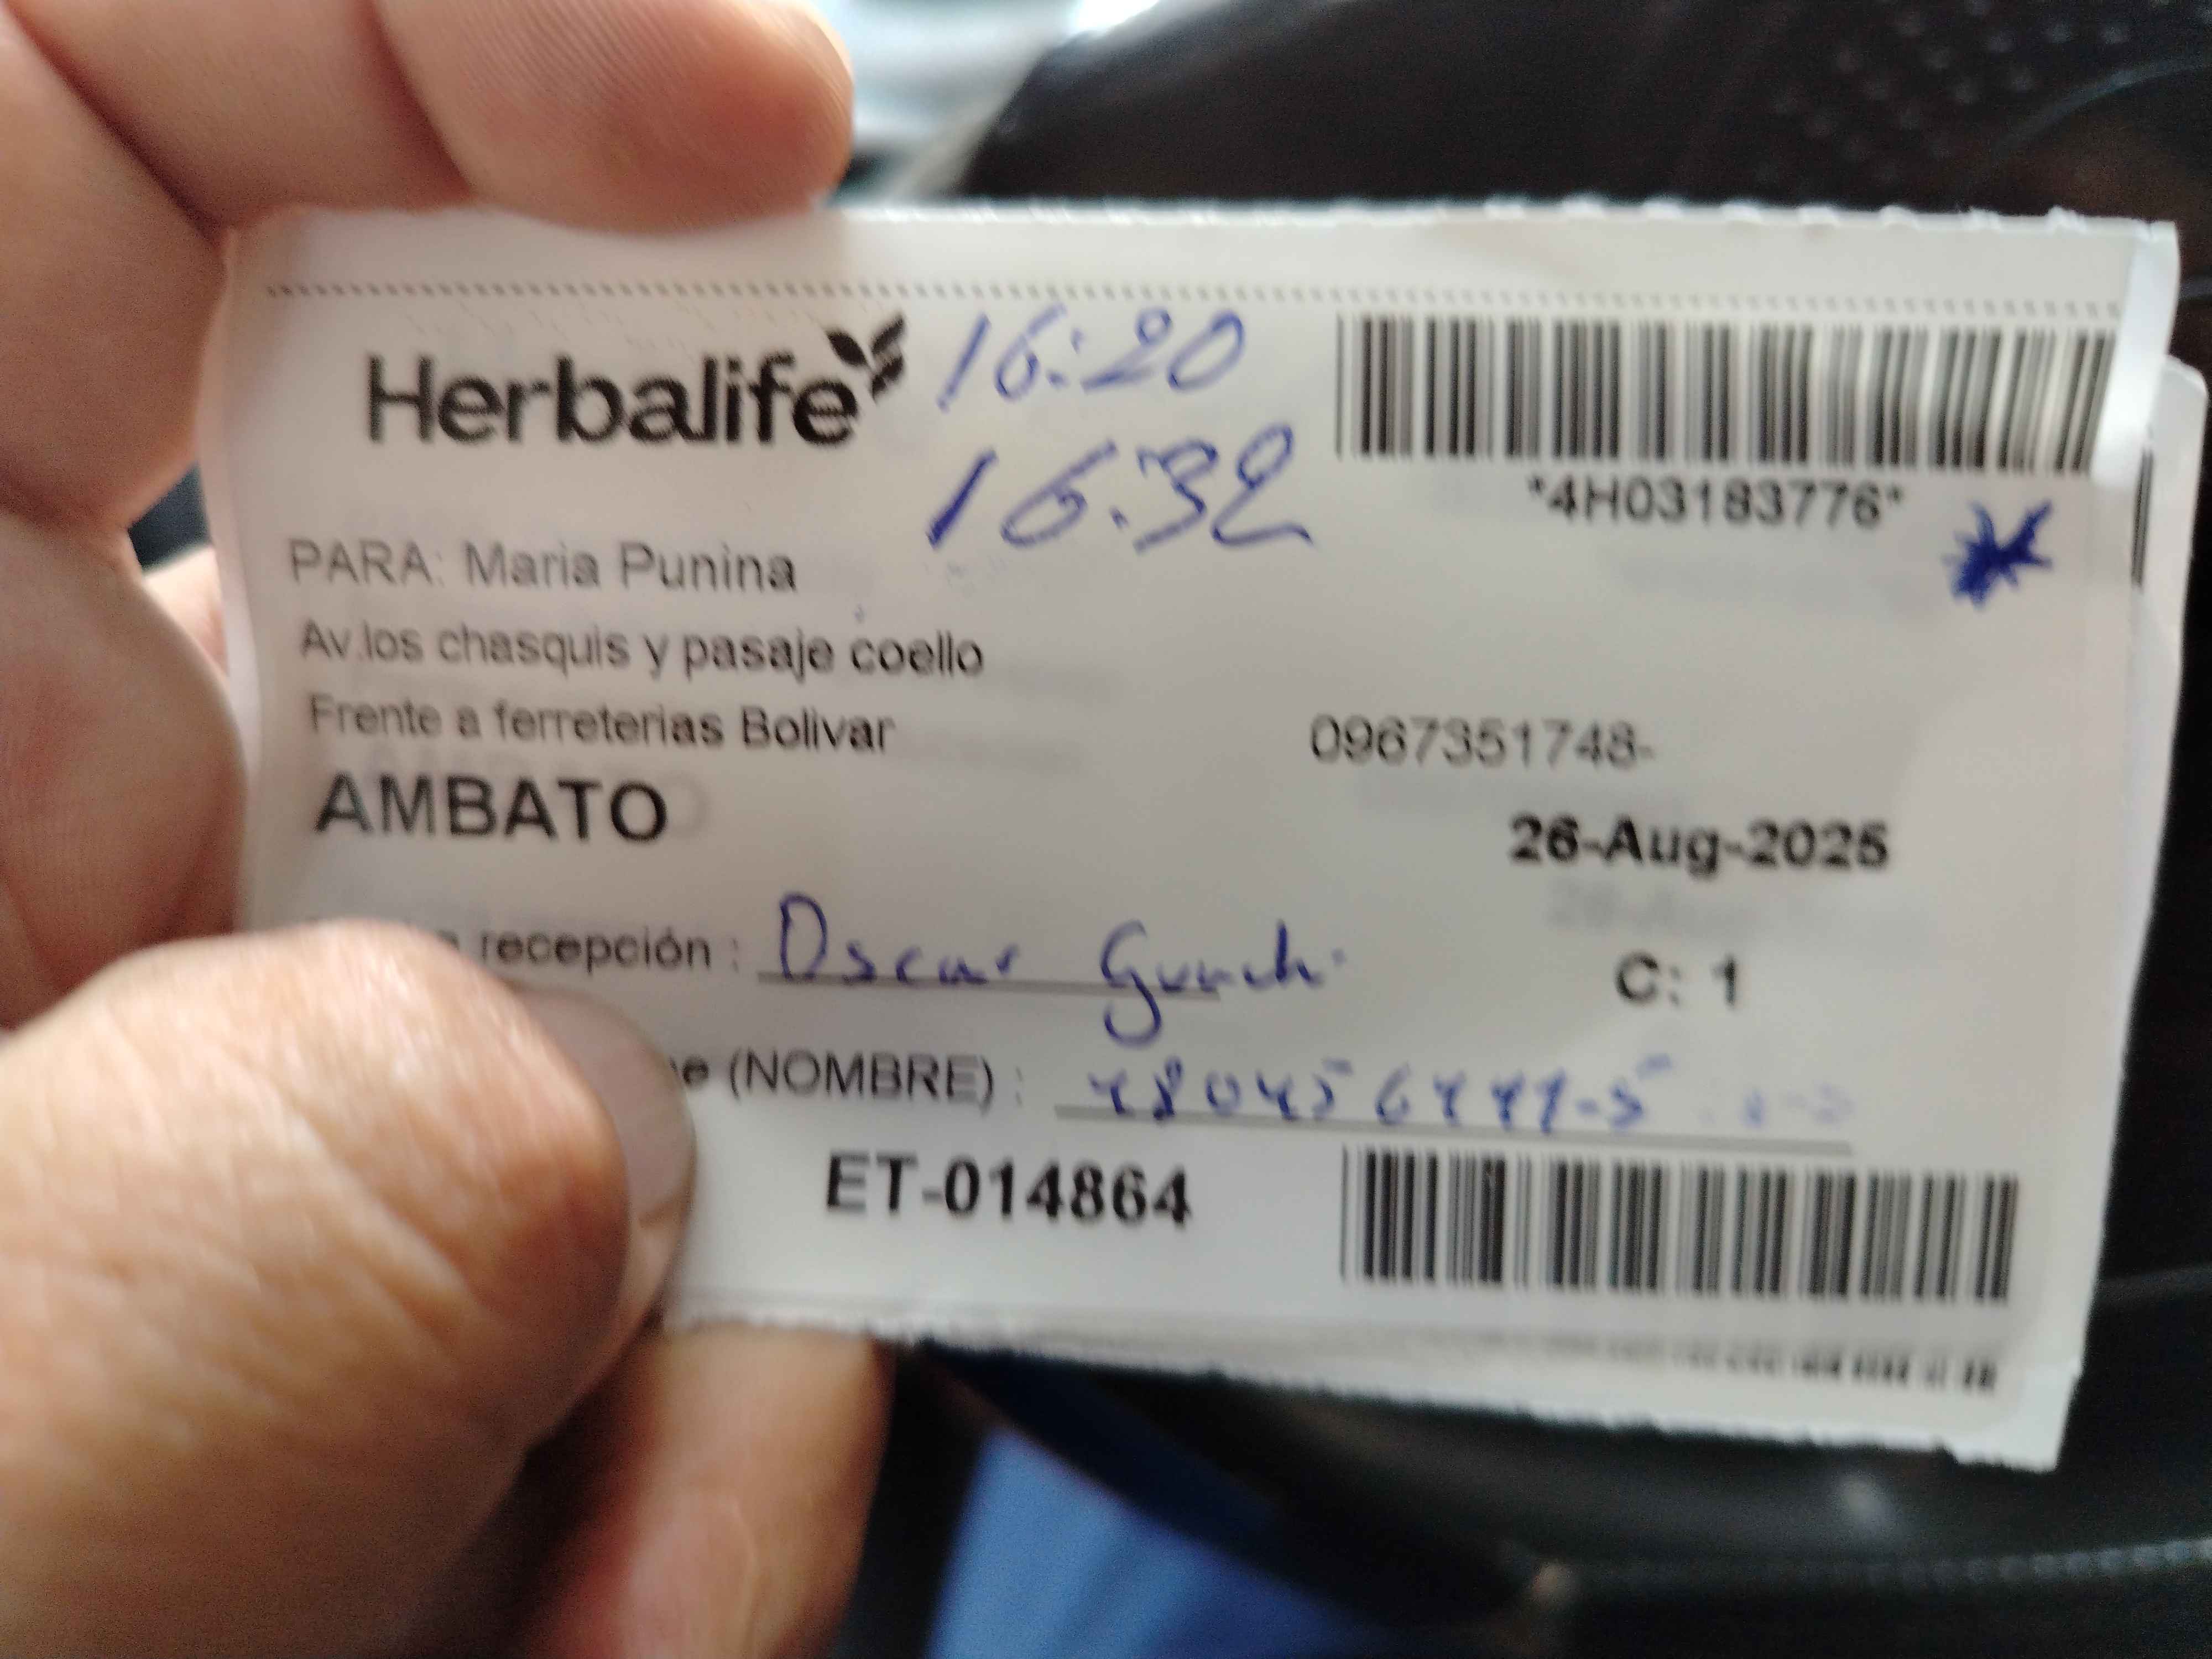 Herbalife
16:20
16:32
*4H03183776*
PARA: Maria Punina
Av.los chasquis y pasaje coello
Frente a ferreterias Bolivar
0967351748-
AMBATO
26-Aug-2025
recepción : Oscar
C: 1
(NOMBRE) :
ET-014864